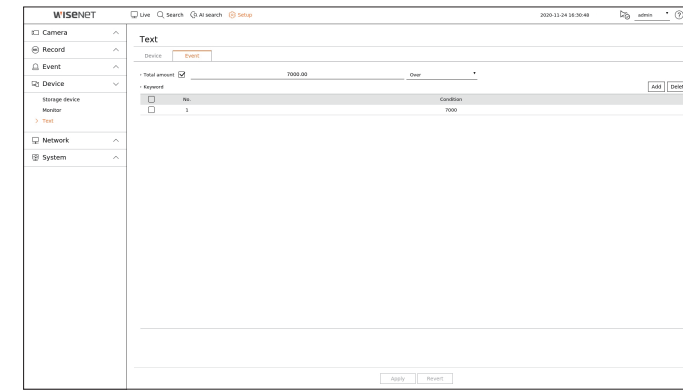 WISENET
Live Search AI search Setup 2020-11-24 16:30:48 admin ?
Camera
Record
Event
Device
Storage device
Monitor
> Text
Network
System
Text
Device Event
Total amount 7000.00 Over
Keyword Add Delet
No. Condition
1 7000
Apply Revert